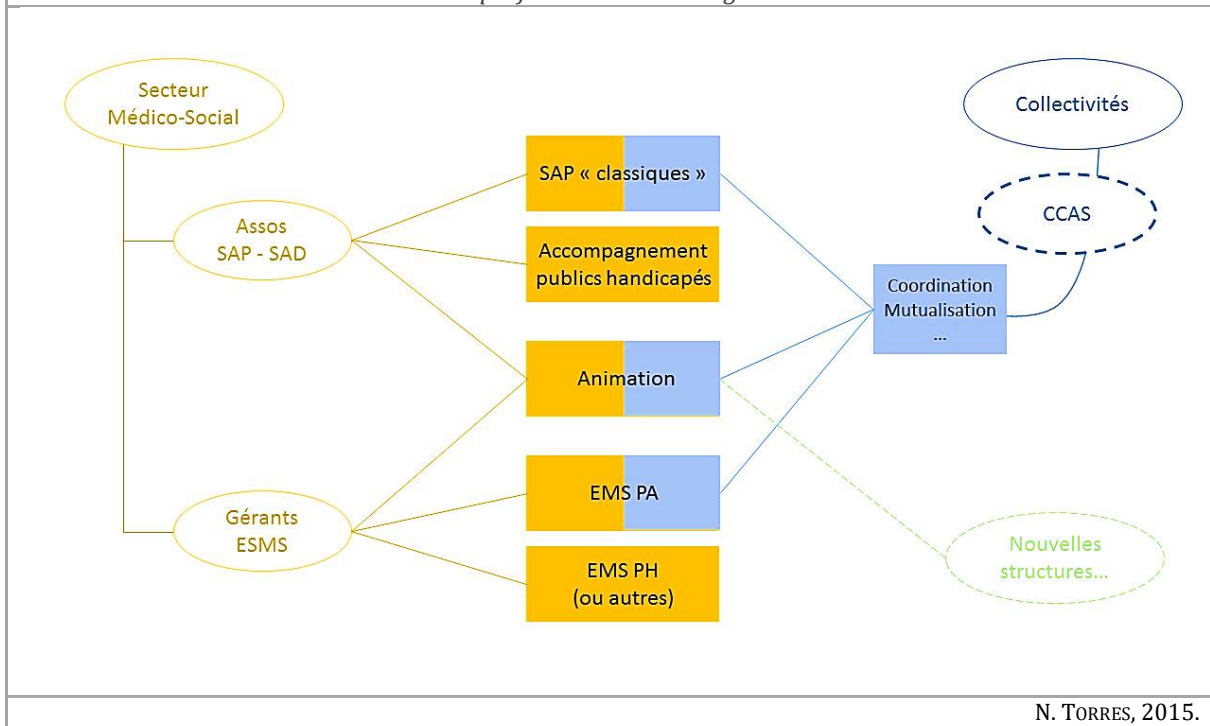 Secteur
Médico-Social
Collectivités
SAP « classiques »
CCAS
Assos
SAP - SAD
Accompagnement
publics handicapés
Coordination
Mutualisation
...
Animation
EMS PA
Gérants
ESMS
Nouvelles
structures...
EMS PH
(ou autres)
N. TORRES, 2015.